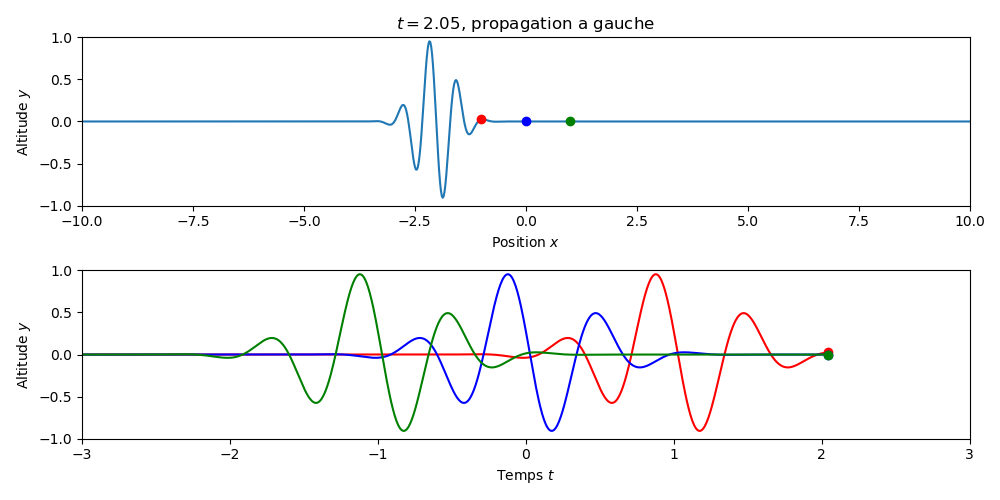 t = 2.05, propagation a gauche
Altitude y
1.0
0.5
0.0
−0.5
−1.0
−10.0 −7.5 −5.0 −2.5 0.0 2.5 5.0 7.5 10.0
Position x
Altitude y
1.0
0.5
0.0
−0.5
−1.0
−3 −2 −1 0 1 2 3
Temps t